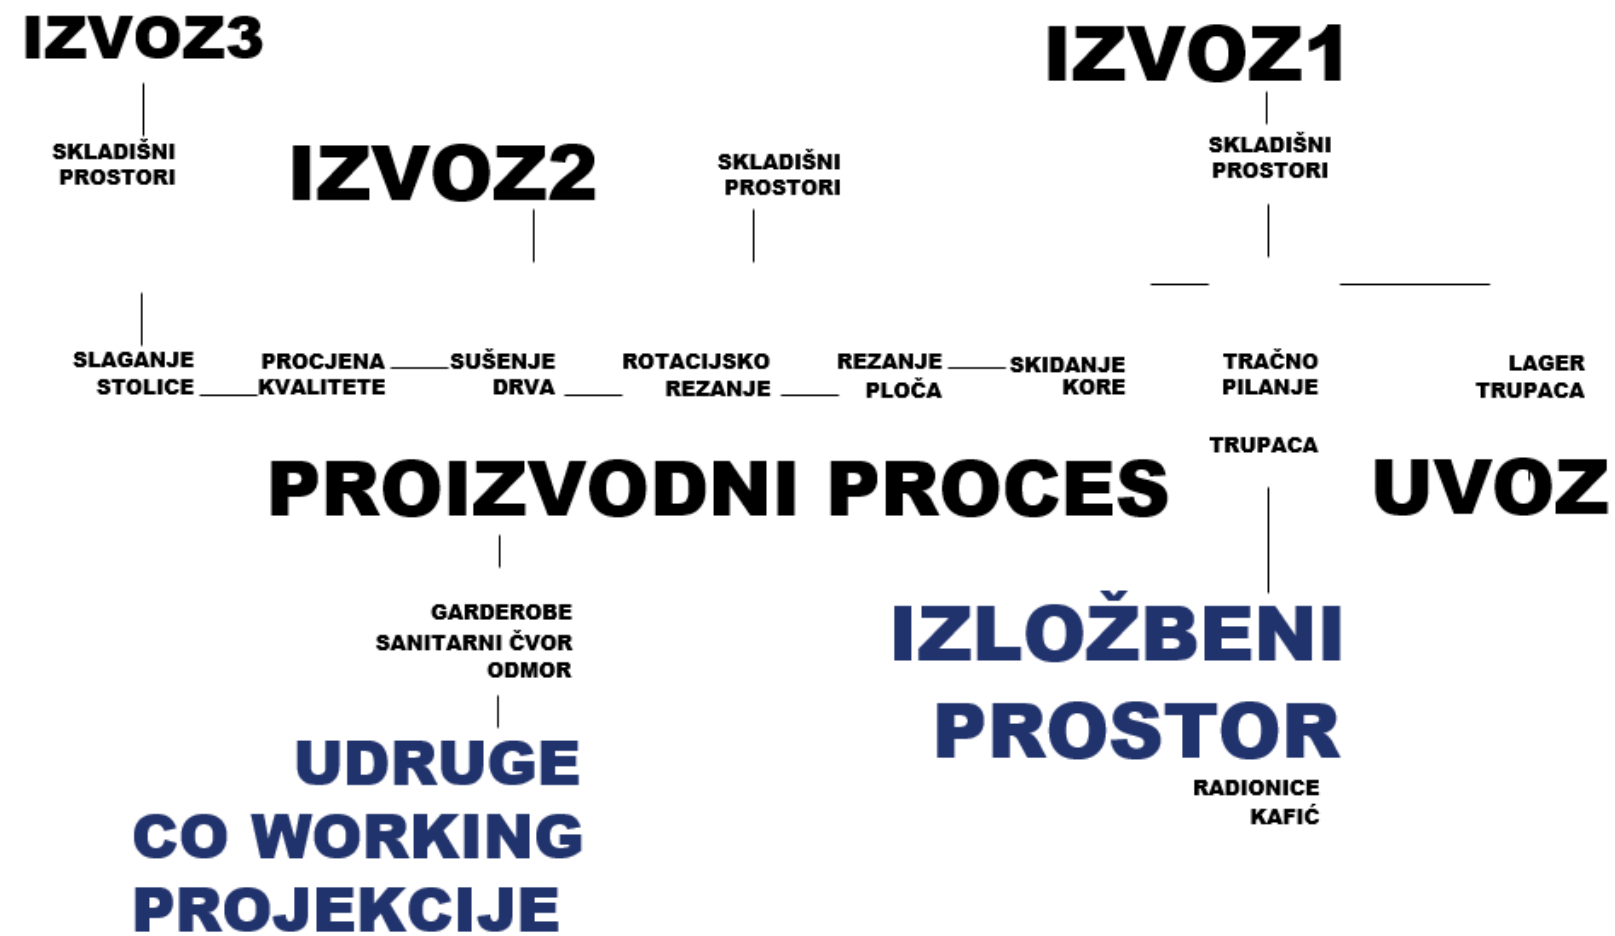 IZVOZ3
IZVOZ1
SKLADIŠNI
PROSTORI
IZVOZ2
SKLADIŠNI
PROSTORI
SKLADIŠNI
PROSTORI
SLAGANJE
STOLICE
PROCJENA
KVALITETE
SUŠENJE
DRVA
ROTACIJSKO
REZANJE
REZANJE
PLOČA
SKIDANJE
KORE
TRAČNO
PILANJE
TRUPACA
LAGER
TRUPACA
PROIZVODNI PROCES
UVOZ
GARDEROBE
SANITARNI ČVOR
ODMOR
IZLOŽBENI
PROSTOR
RADIONICE
KAFIĆ
UDRUGE
CO WORKING
PROJEKCIJE